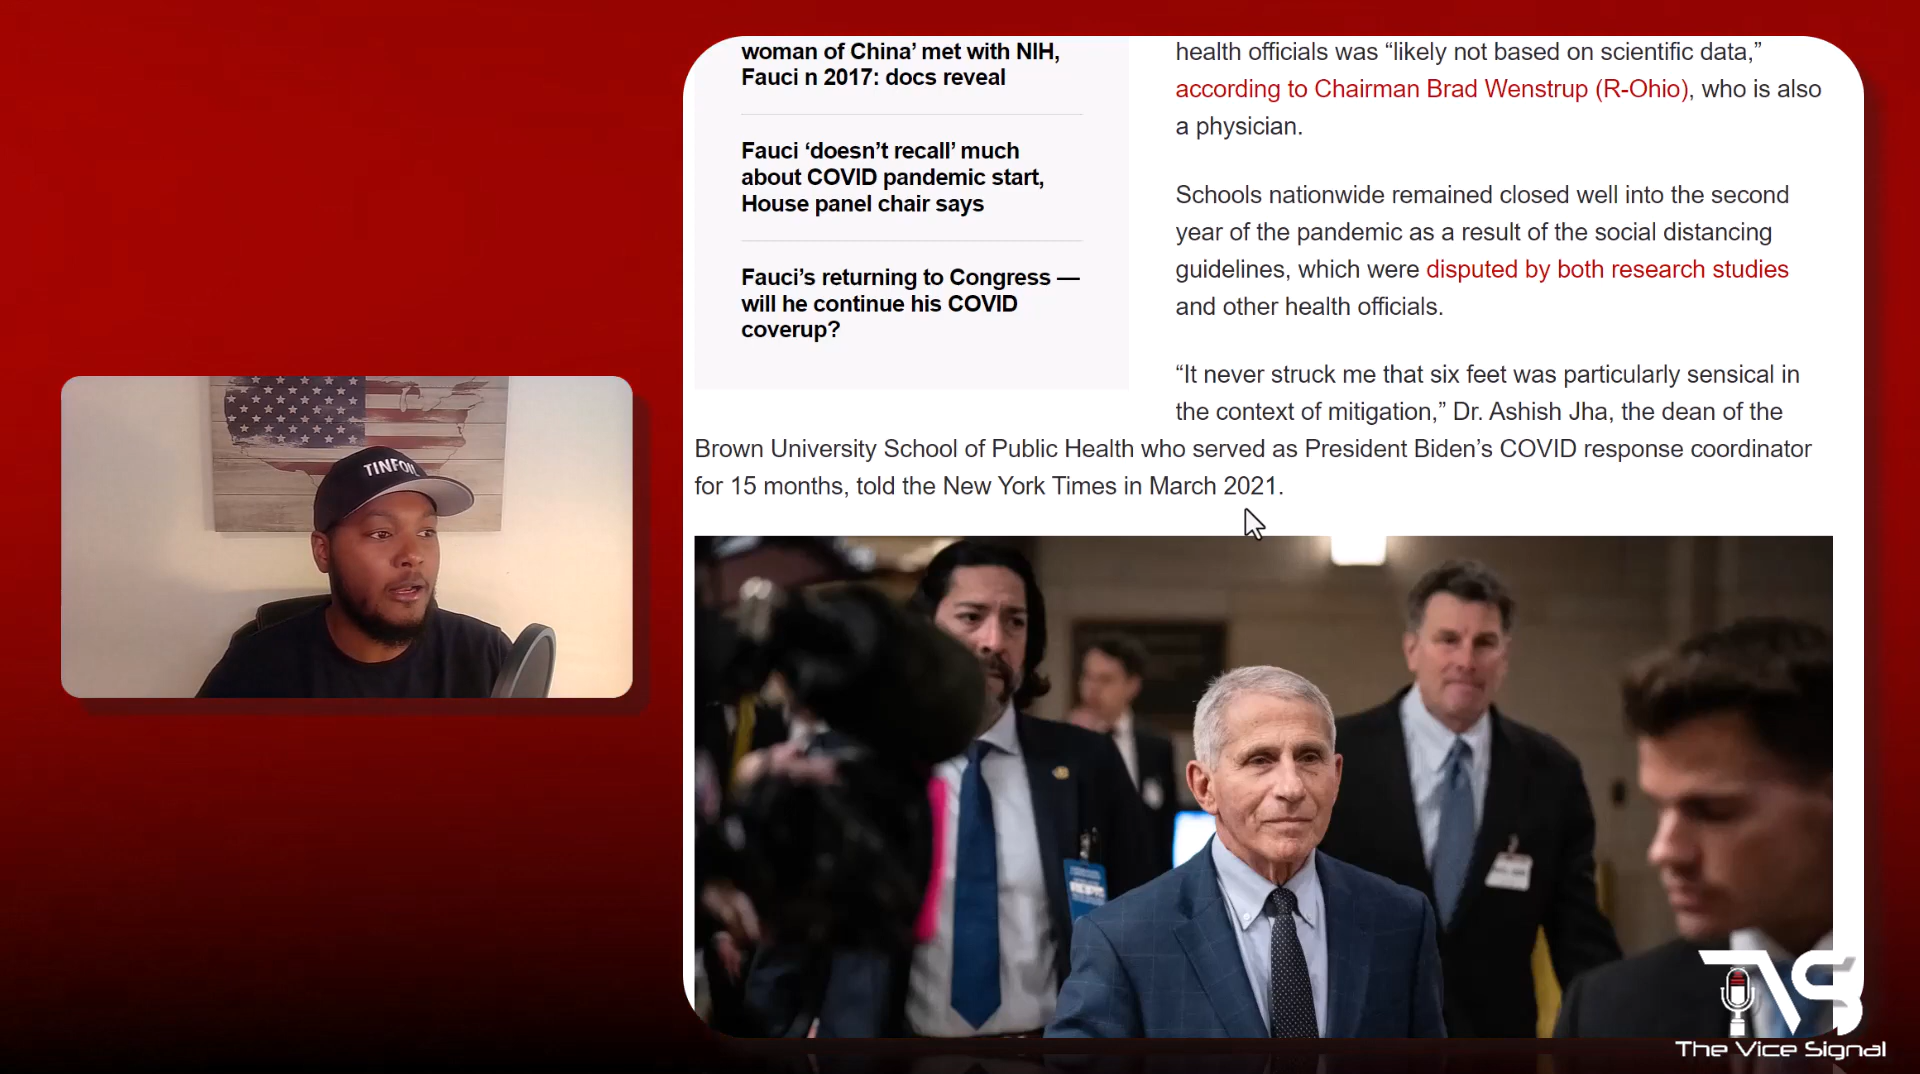 woman of China’ met with NIH,
Fauci n 2017: docs reveal
Fauci ‘doesn’t recall’ much
about COVID pandemic start,
House panel chair says
Fauci’s returning to Congress —
will he continue his COVID
coverup?
health officials was “likely not based on scientific data,”
according to Chairman Brad Wenstrup (R-Ohio), who is also
a physician.
Schools nationwide remained closed well into the second
year of the pandemic as a result of the social distancing
guidelines, which were disputed by both research studies
and other health officials.
“It never struck me that six feet was particularly sensical in
the context of mitigation,” Dr. Ashish Jha, the dean of the
Brown University School of Public Health who served as President Biden’s COVID response coordinator
for 15 months, told the New York Times in March 2021.
TINFOIL
TVS
The Vice Signal